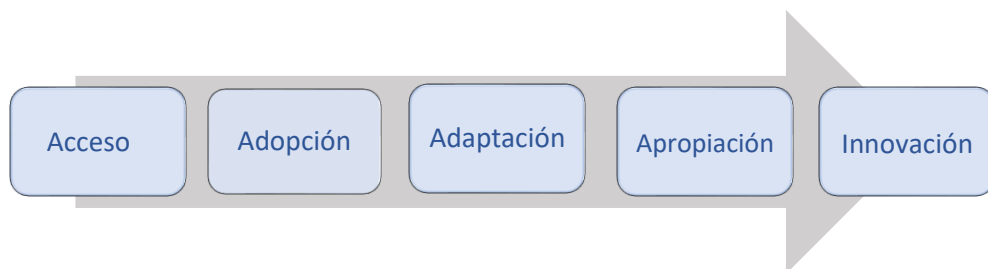 Acceso
Adopción
Adaptación
Apropiación
Innovación